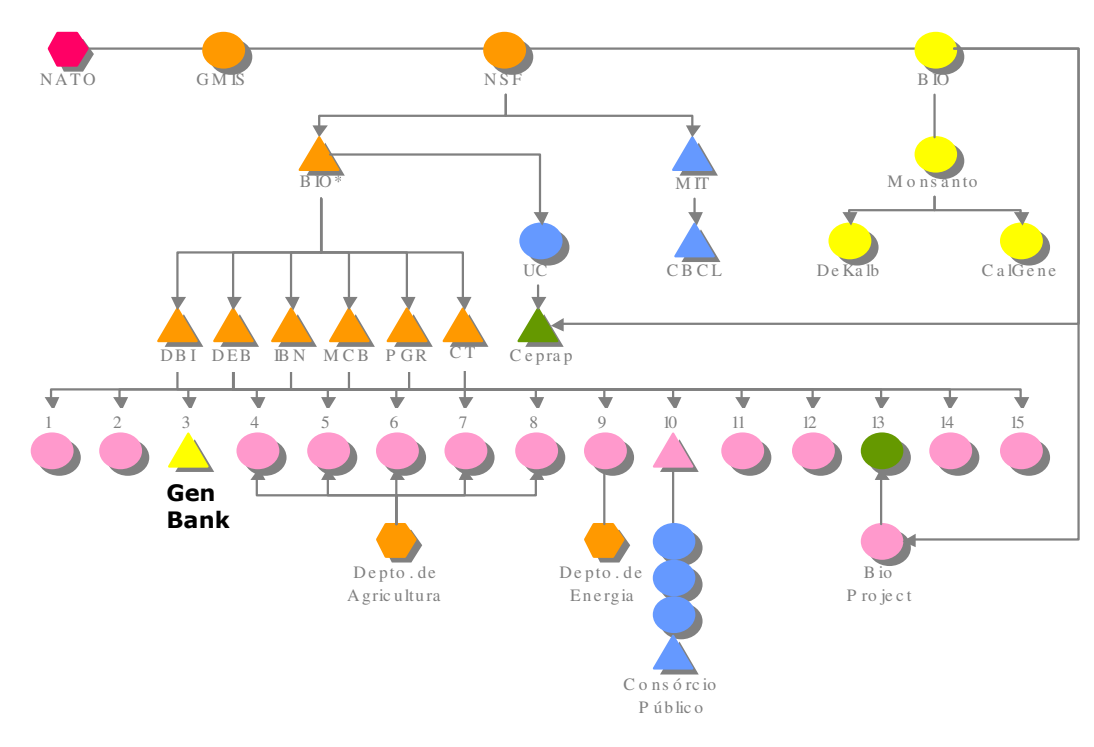 NATO
GMIS
NSF
BIO
BIO*
MIT
Monsanto
UC
CBCL
DeKalb
CalGene
DBI
DEB
IBN
MCB
PGR
CT
Ceprap
1
2
3
4
5
6
7
8
9
10
11
12
13
14
15
Gen
Bank
Depto.de
Agricultura
Depto.de
Energia
Bio
Project
Consórcio
Público